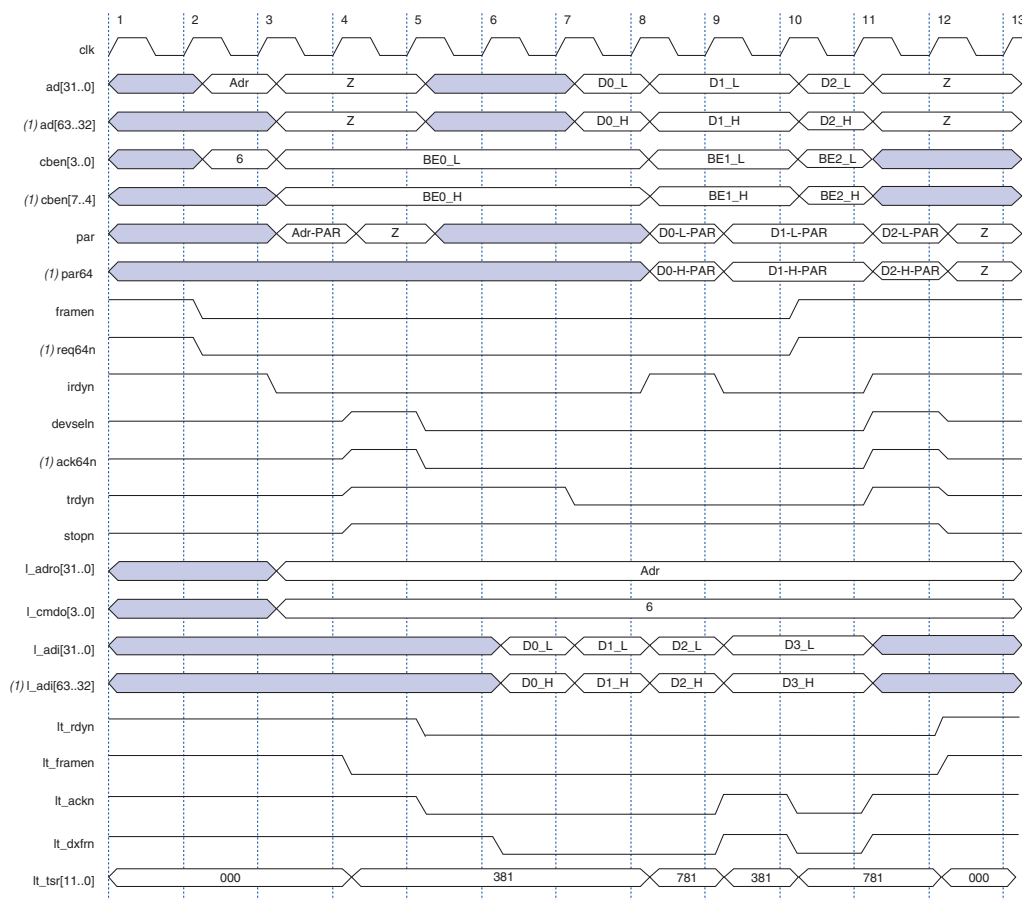 1 2 3 4 5 6 7 8 9 10 11 12 13
clk
ad[31..0] Adr Z D0_L D1_L D2_L Z
(1) ad[63..32] Z D0_H D1_H D2_H Z
cben[3..0] 6 BE0_L BE1_L BE2_L
(1) cben[7..4] BE0_H BE1_H BE2_H
par Adr-PAR Z D0-L-PAR D1-L-PAR D2-L-PAR Z
(1) par64 D0-H-PAR D1-H-PAR D2-H-PAR Z
framen
(1) req64n
irdyn
devseln
(1) ack64n
trdyn
stopn
l_adro[31..0] Adr
l_cmdo[3..0] 6
l_adi[31..0] D0_L D1_L D2_L D3_L
(1) l_adi[63..32] D0_H D1_H D2_H D3_H
lt_rdyn
lt_framen
lt_ackn
lt_dxfrn
lt_tsr[11..0] 000 381 781 381 781 000